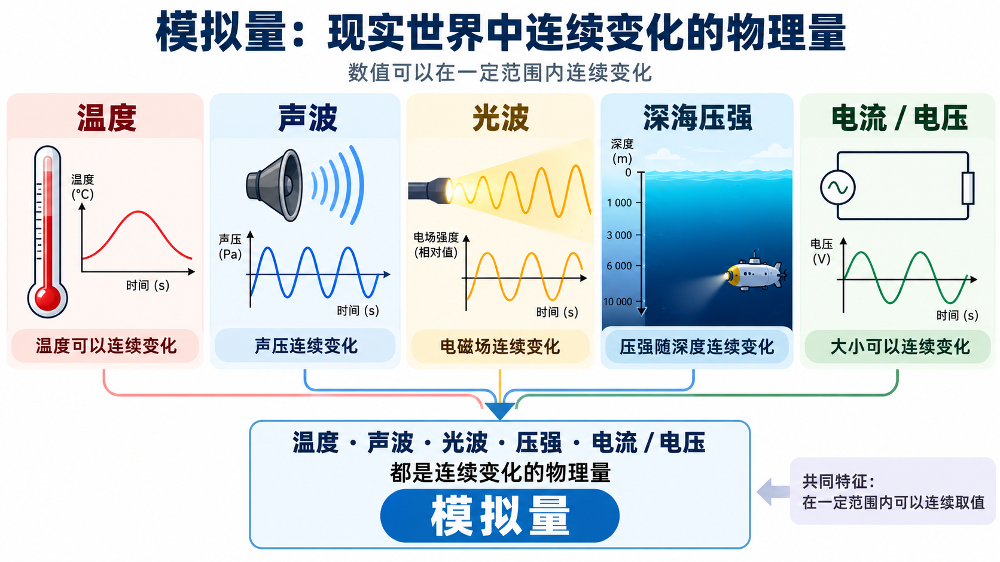 模拟量：现实世界中连续变化的物理量
数值可以在一定范围内连续变化
温度
温度
(°C)
时间 (s)
温度可以连续变化
声波
声压
(Pa)
时间 (s)
声压连续变化
光波
电场强度
(相对值)
时间 (s)
电磁场连续变化
深海压强
深度
(m)
0
1 000
3 000
6 000
10 000
压强随深度连续变化
电流 / 电压
电压
(V)
时间 (s)
大小可以连续变化
温度 · 声波 · 光波 · 压强 · 电流 / 电压
都是连续变化的物理量
模拟量
共同特征：
在一定范围内可以连续取值